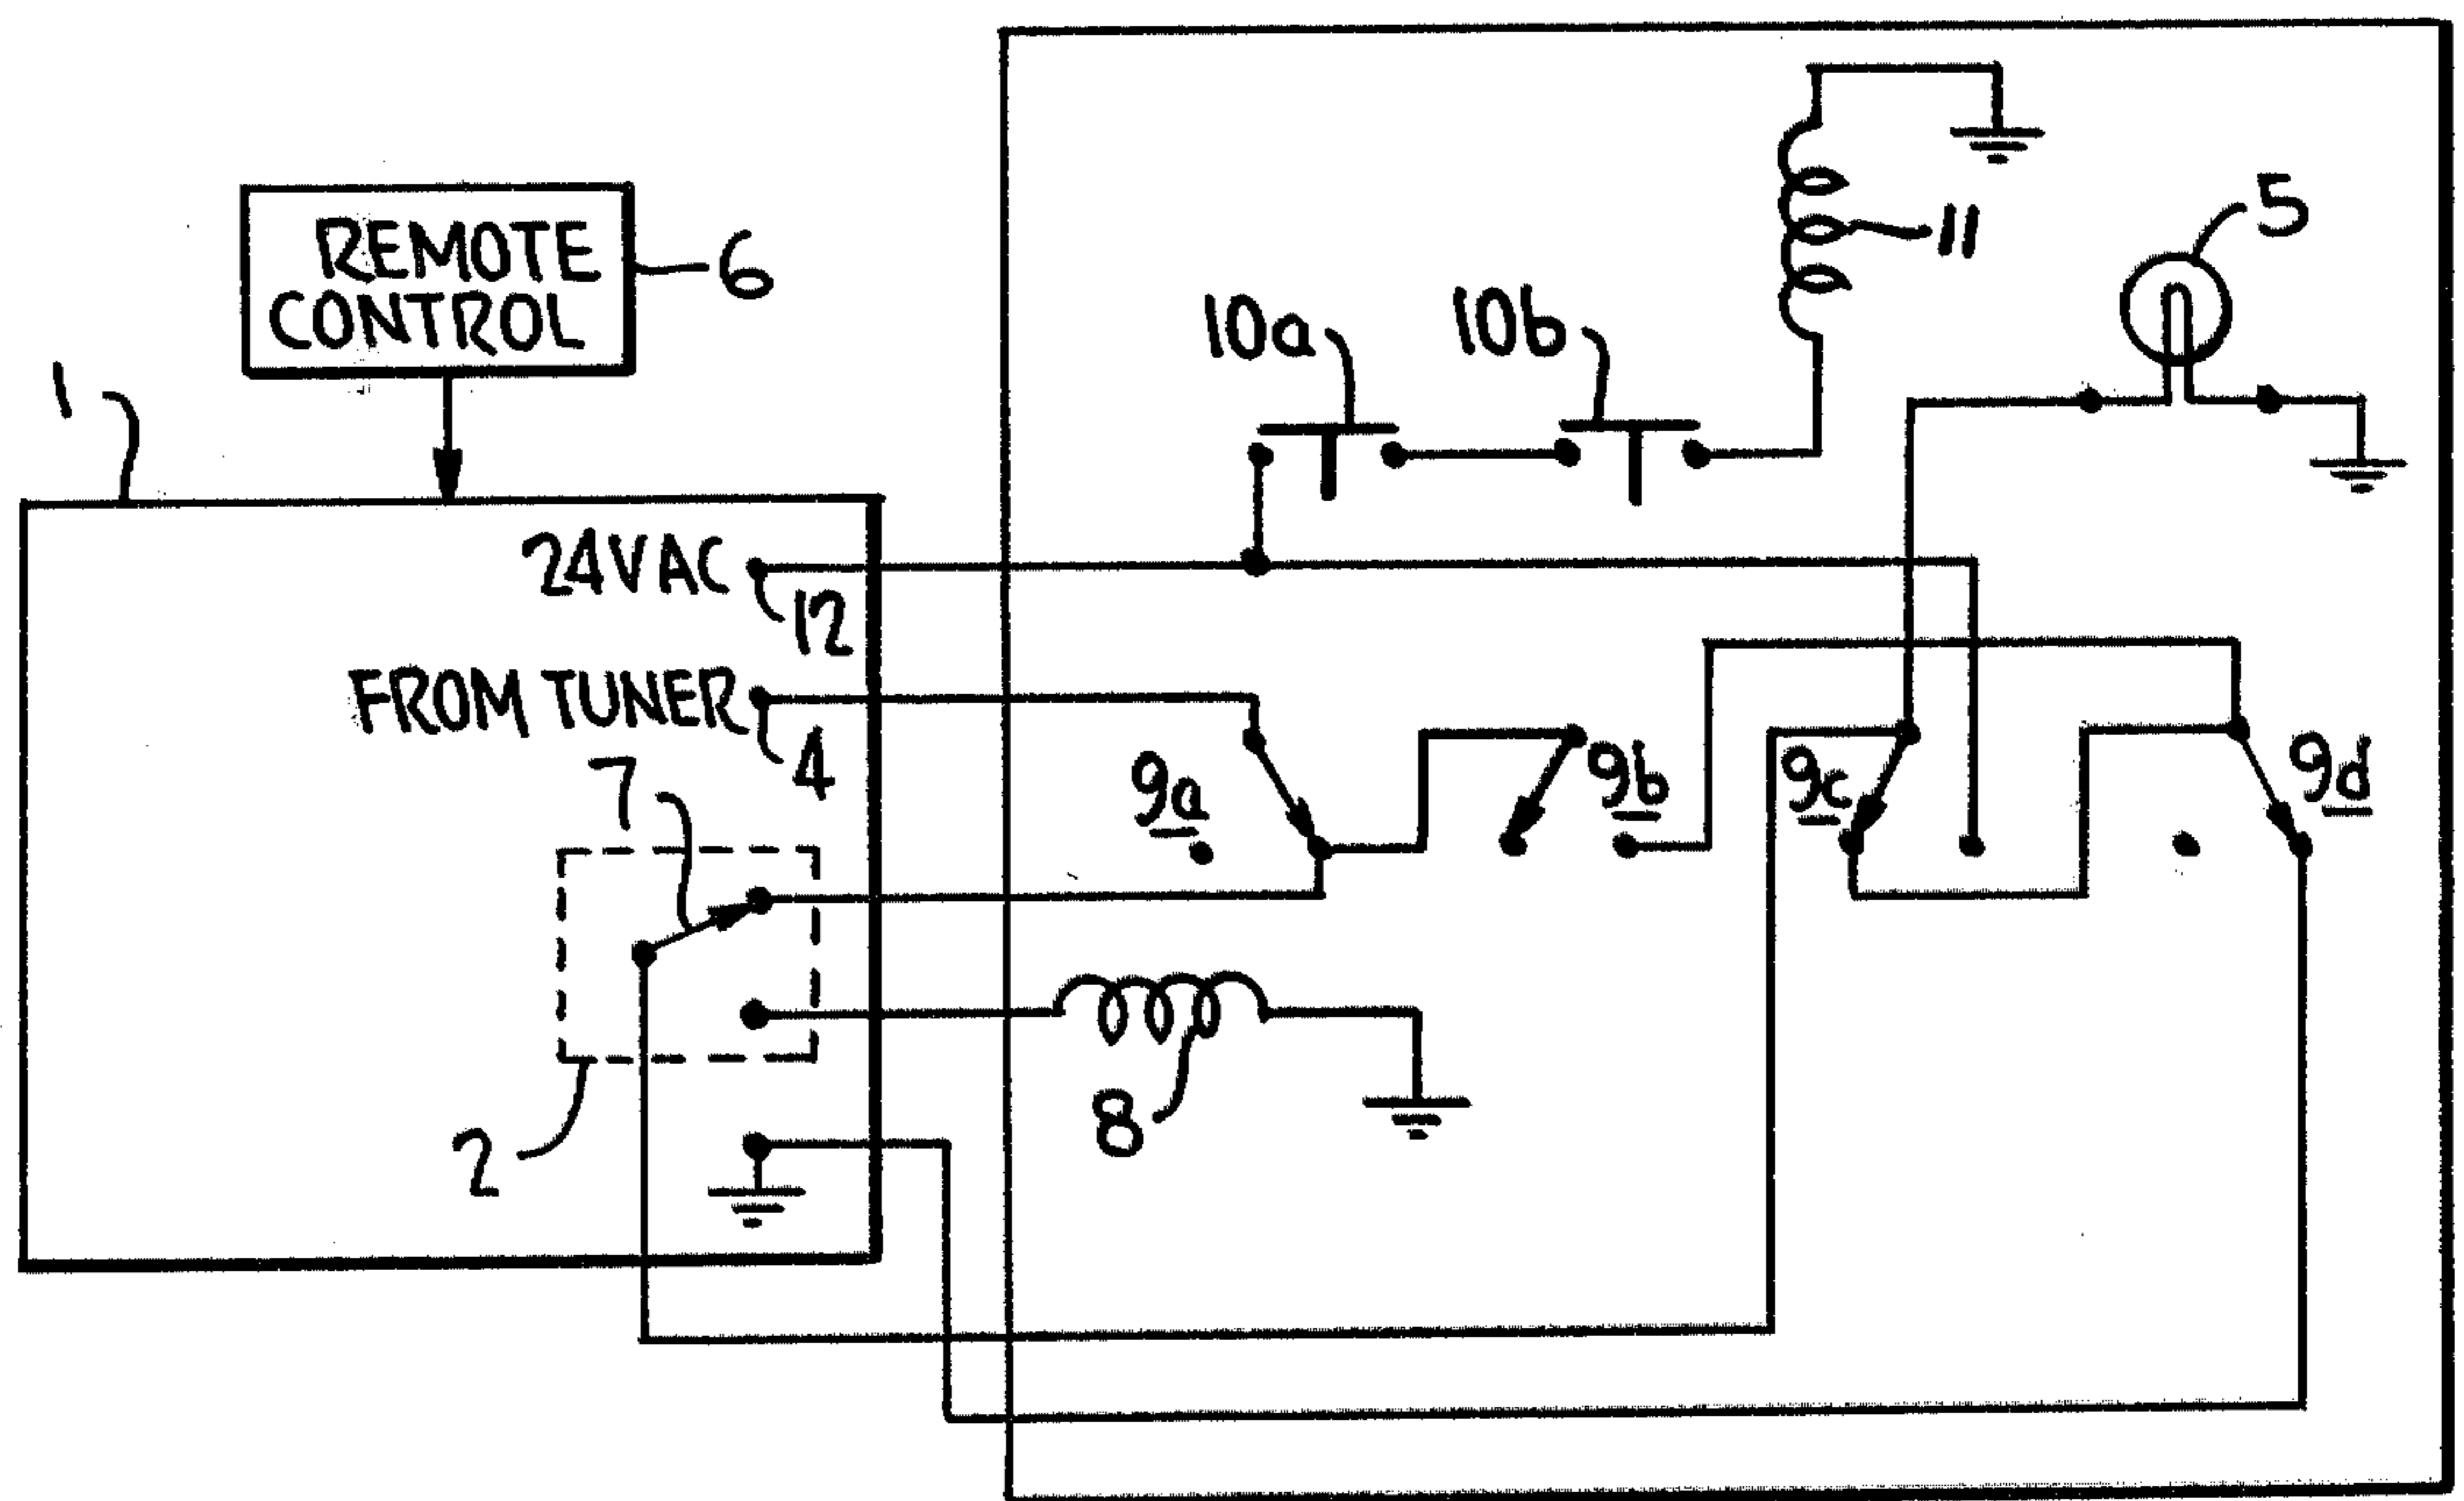 REMOTE
CONTROL
6
1
5
11
10a
10b
24VAC
12
FROM TUNER
4
7
9a
9b
9c
9d
8
2